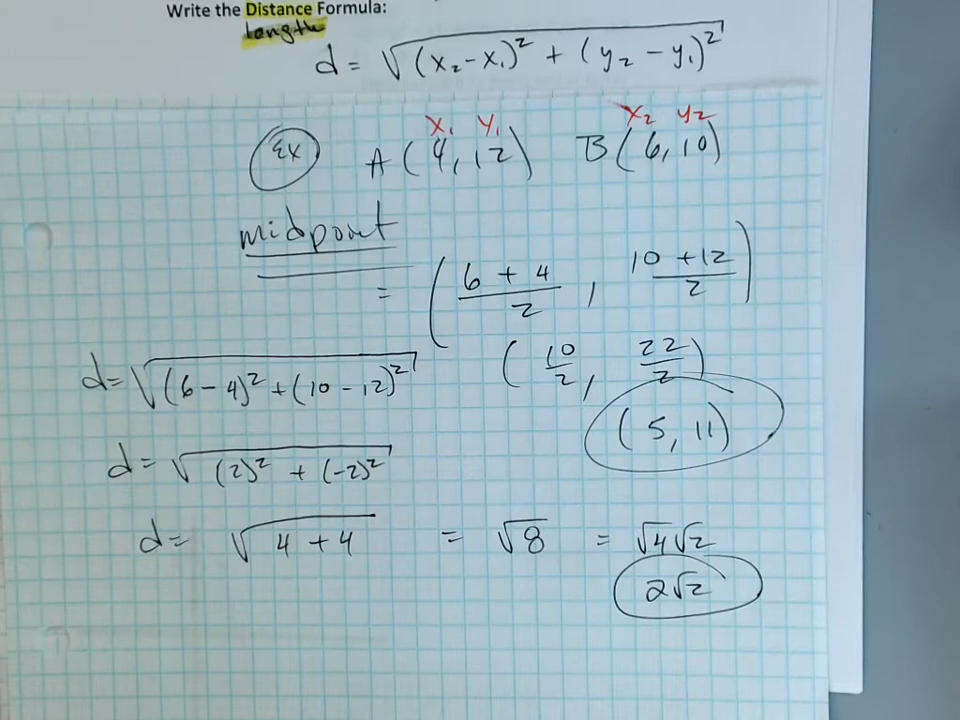 Write the Distance Formula:
Length
d = √(x₂ - x₁)² + (y₂ - y₁)²
x₁ y₁ x₂ y₂
Ex A (4, 12) B (6, 10)
midpoint
= (6 + 4 / 2, 10 + 12 / 2)
(10/2, 22/2)
d = √(6 - 4)² + (10 - 12)²
(5, 11)
d = √(2)² + (-2)²
d = √4 + 4 = √8 = √4√2
2√2